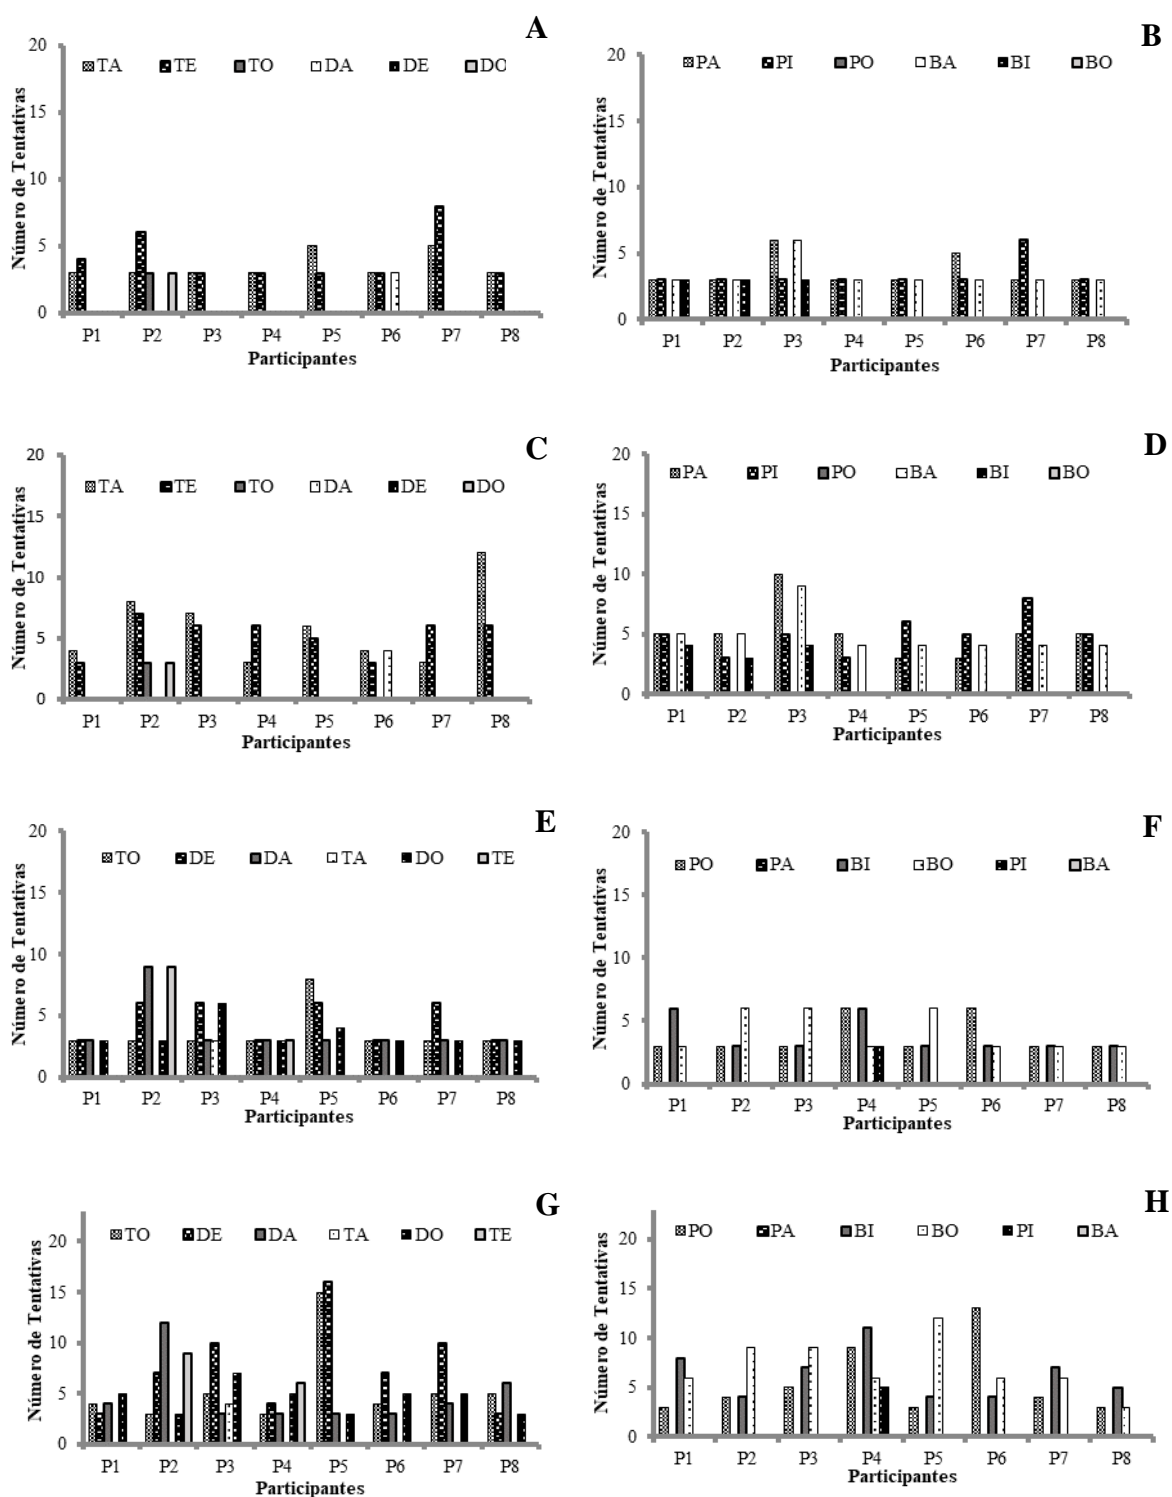 A
20
TA TE TO DA DE DO
15
10
5
0
Número de Tentativas
P1 P2 P3 P4 P5 P6 P7 P8
Participantes
B
20
PA PI PO BA BI BO
15
10
5
0
Número de Tentativas
P1 P2 P3 P4 P5 P6 P7 P8
Participantes
C
20
TA TE TO DA DE DO
15
10
5
0
Número de Tentativas
P1 P2 P3 P4 P5 P6 P7 P8
Participantes
D
20
PA PI PO BA BI BO
15
10
5
0
Número de Tentativas
P1 P2 P3 P4 P5 P6 P7 P8
Participantes
E
20
TO DE DA TA DO TE
15
10
5
0
Número de Tentativas
P1 P2 P3 P4 P5 P6 P7 P8
Participantes
F
20
PO PA BI BO PI BA
15
10
5
0
Número de Tentativas
P1 P2 P3 P4 P5 P6 P7 P8
Participantes
G
TO DE DA TA DO TE
20
15
10
5
0
Número de Tentativas
P1 P2 P3 P4 P5 P6 P7 P8
Participantes
H
PO PA BI BO PI BA
20
15
10
5
0
Número de Tentativas
P1 P2 P3 P4 P5 P6 P7 P8
Participantes